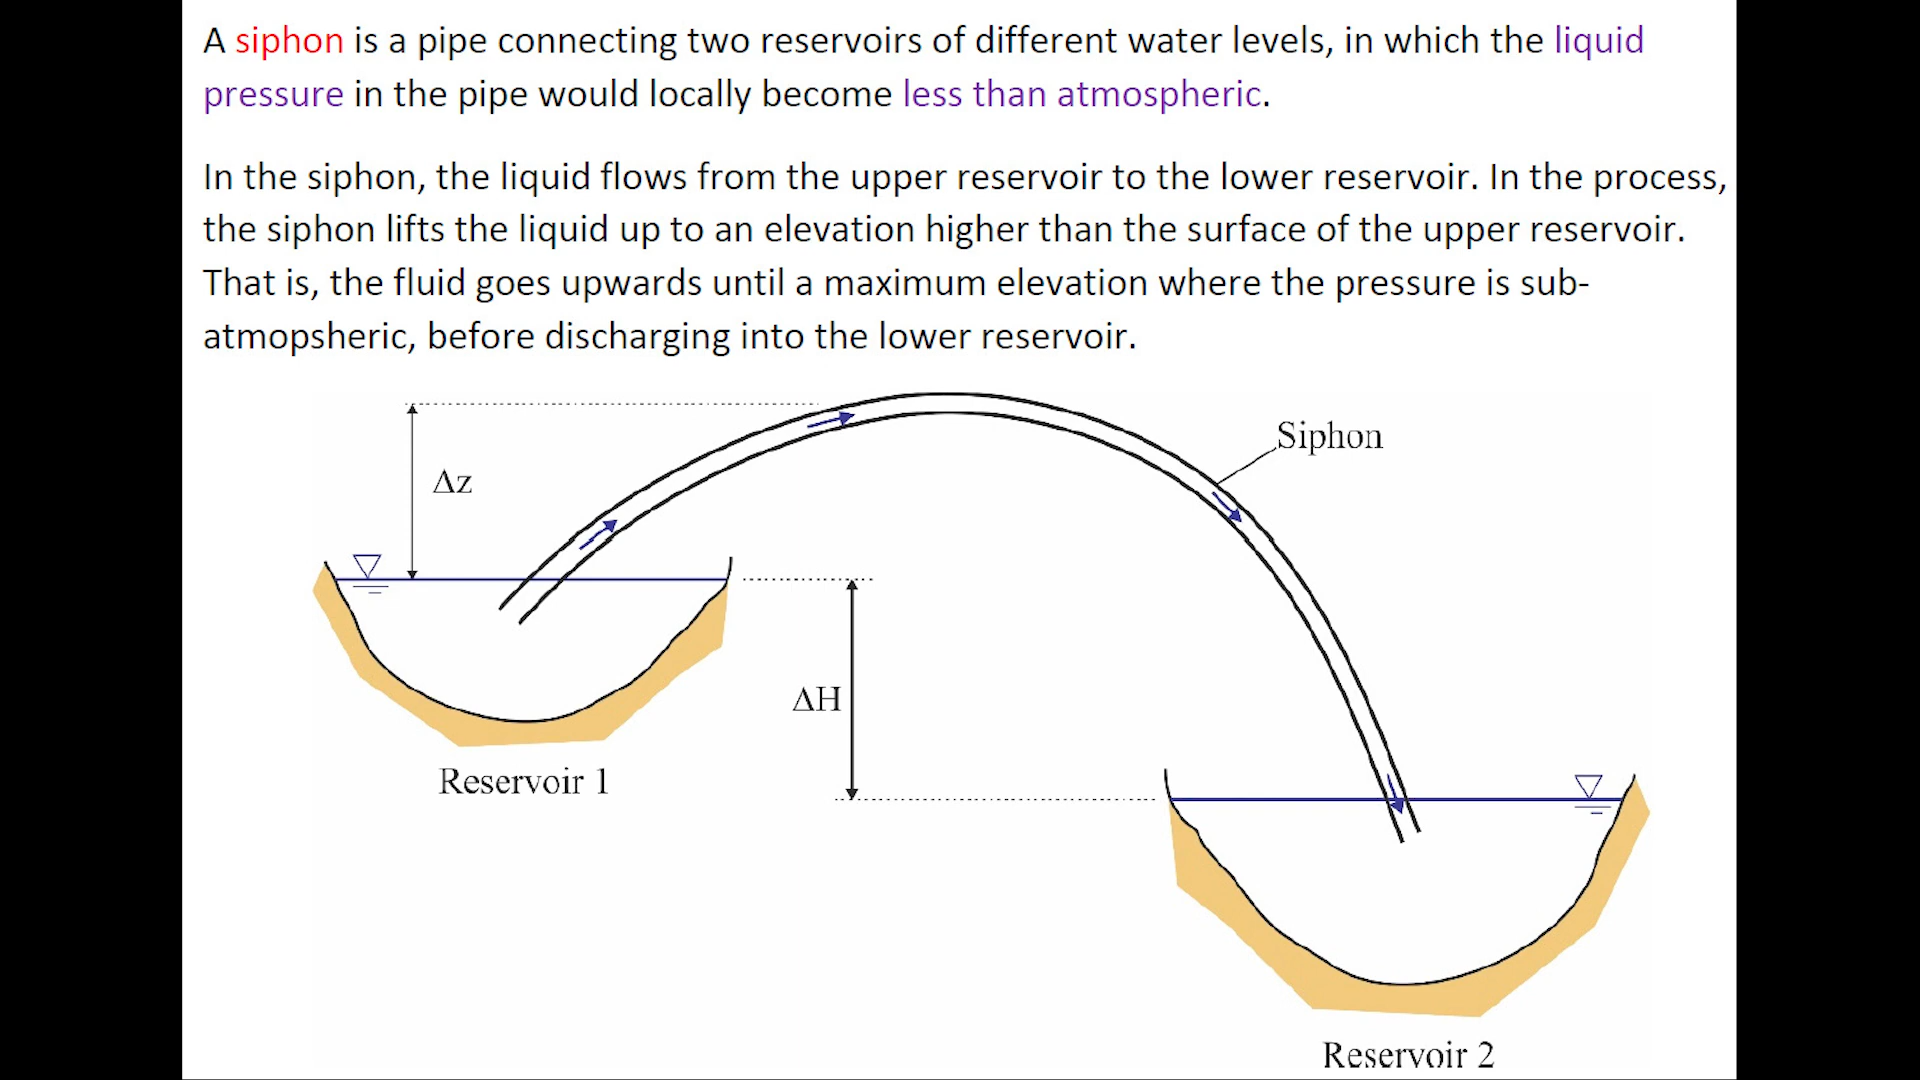 A siphon is a pipe connecting two reservoirs of different water levels, in which the liquid
pressure in the pipe would locally become less than atmospheric.
In the siphon, the liquid flows from the upper reservoir to the lower reservoir. In the process,
the siphon lifts the liquid up to an elevation higher than the surface of the upper reservoir.
That is, the fluid goes upwards until a maximum elevation where the pressure is sub-
atmopsheric, before discharging into the lower reservoir.
Siphon
Δz
ΔH
Reservoir 1
Reservoir 2